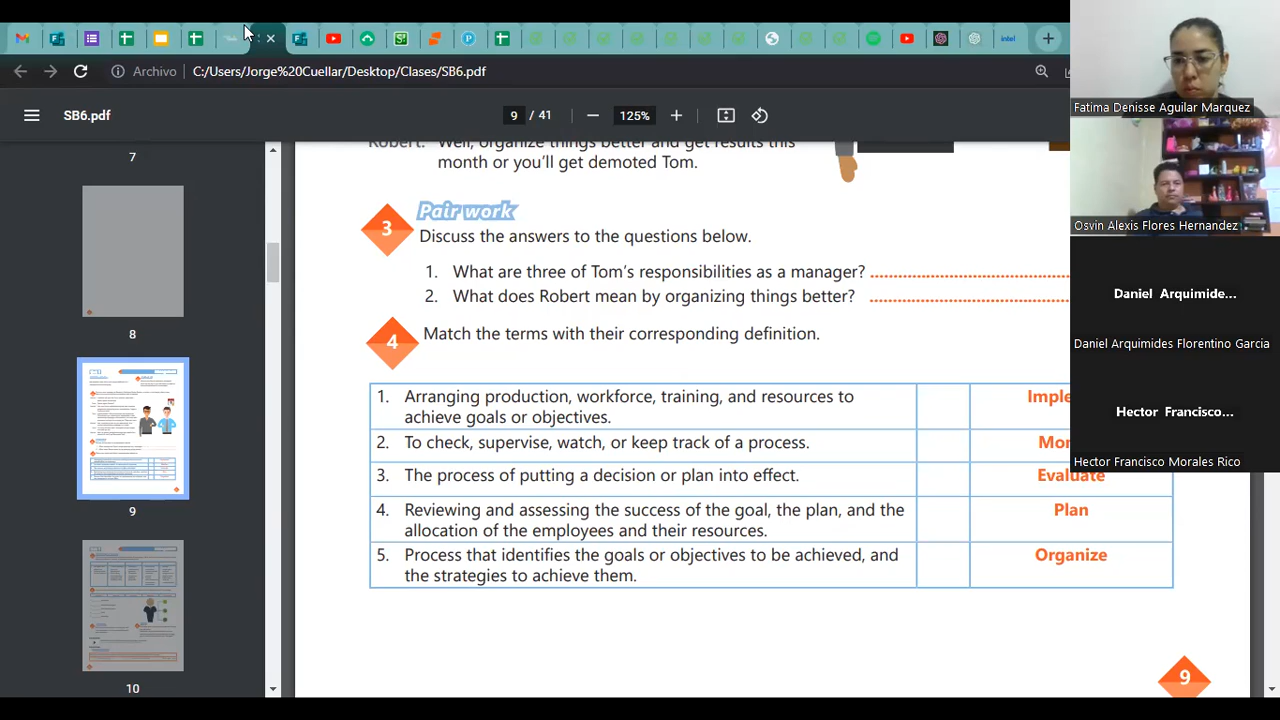 intel
Archivo C:/Users/Jorge%20Cuellar/Desktop/Clases/SB6.pdf
SB6.pdf
9 / 41
125%
7
8
9
10
Robert: Well, organize things better and get results this
month or you'll get demoted Tom.
3
Pair work
Discuss the answers to the questions below.
1. What are three of Tom's responsibilities as a manager?
2. What does Robert mean by organizing things better?
4
Match the terms with their corresponding definition.
1. Arranging production, workforce, training, and resources to
achieve goals or objectives.
Imple
2. To check, supervise, watch, or keep track of a process.
Mon
3. The process of putting a decision or plan into effect.
Evaluate
4. Reviewing and assessing the success of the goal, the plan, and the
allocation of the employees and their resources.
Plan
5. Process that identifies the goals or objectives to be achieved, and
the strategies to achieve them.
Organize
9
Fatima Denisse Aguilar Marquez
Osvin Alexis Flores Hernandez
Daniel Arquimide...
Daniel Arquimides Florentino Garcia
Hector Francisco...
Hector Francisco Morales Rico